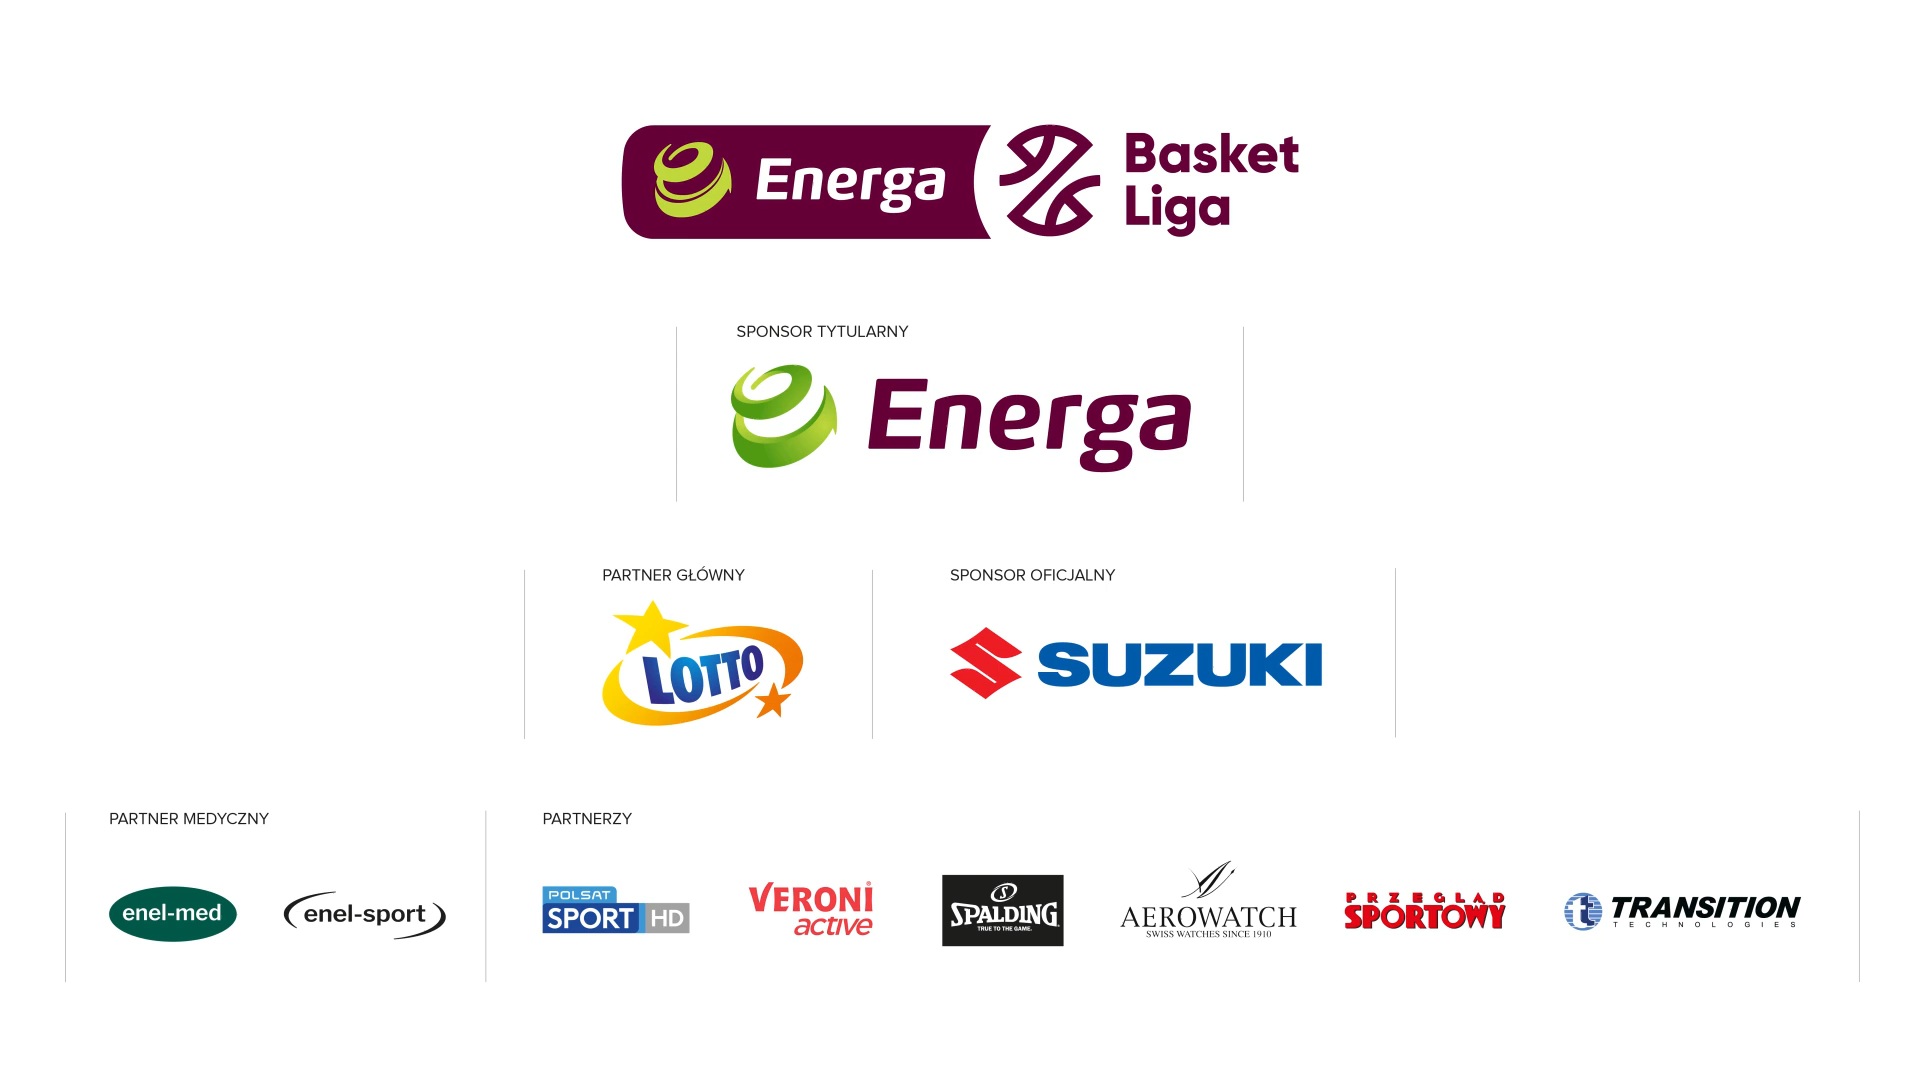 Energa
Basket
Liga
SPONSOR TYTULARNY
Energa
PARTNER GŁÓWNY
LOTTO
SPONSOR OFICJALNY
SUZUKI
PARTNER MEDYCZNY
enel-med
enel-sport
PARTNERZY
POLSAT
SPORT HD
VERONI®
active
SPALDING
TRUE TO THE GAME.
AEROWATCH
SWISS WATCHES SINCE 1910
PRZEGLĄD
SPORTOWY
TRANSITION
TECHNOLOGIES